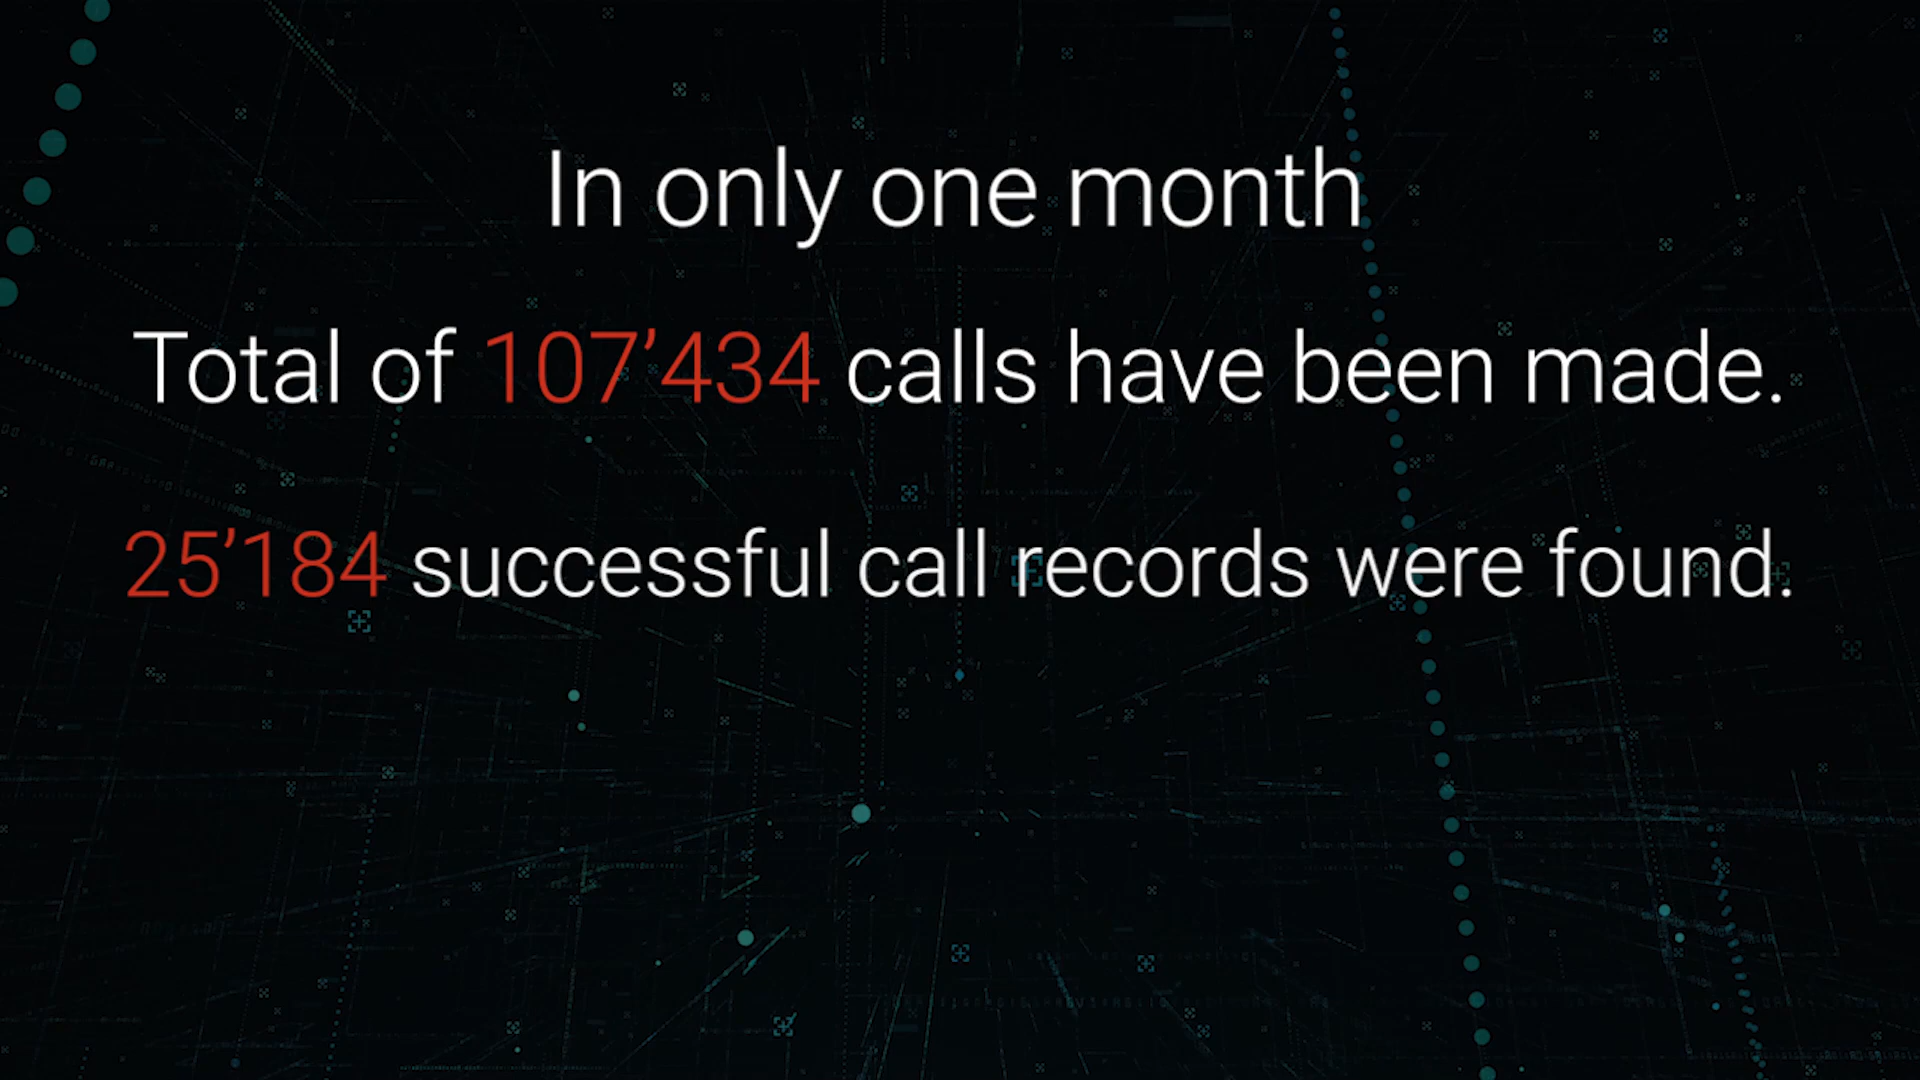 In only one month
Total of 107’434 calls have been made.
25’184 successful call records were found.